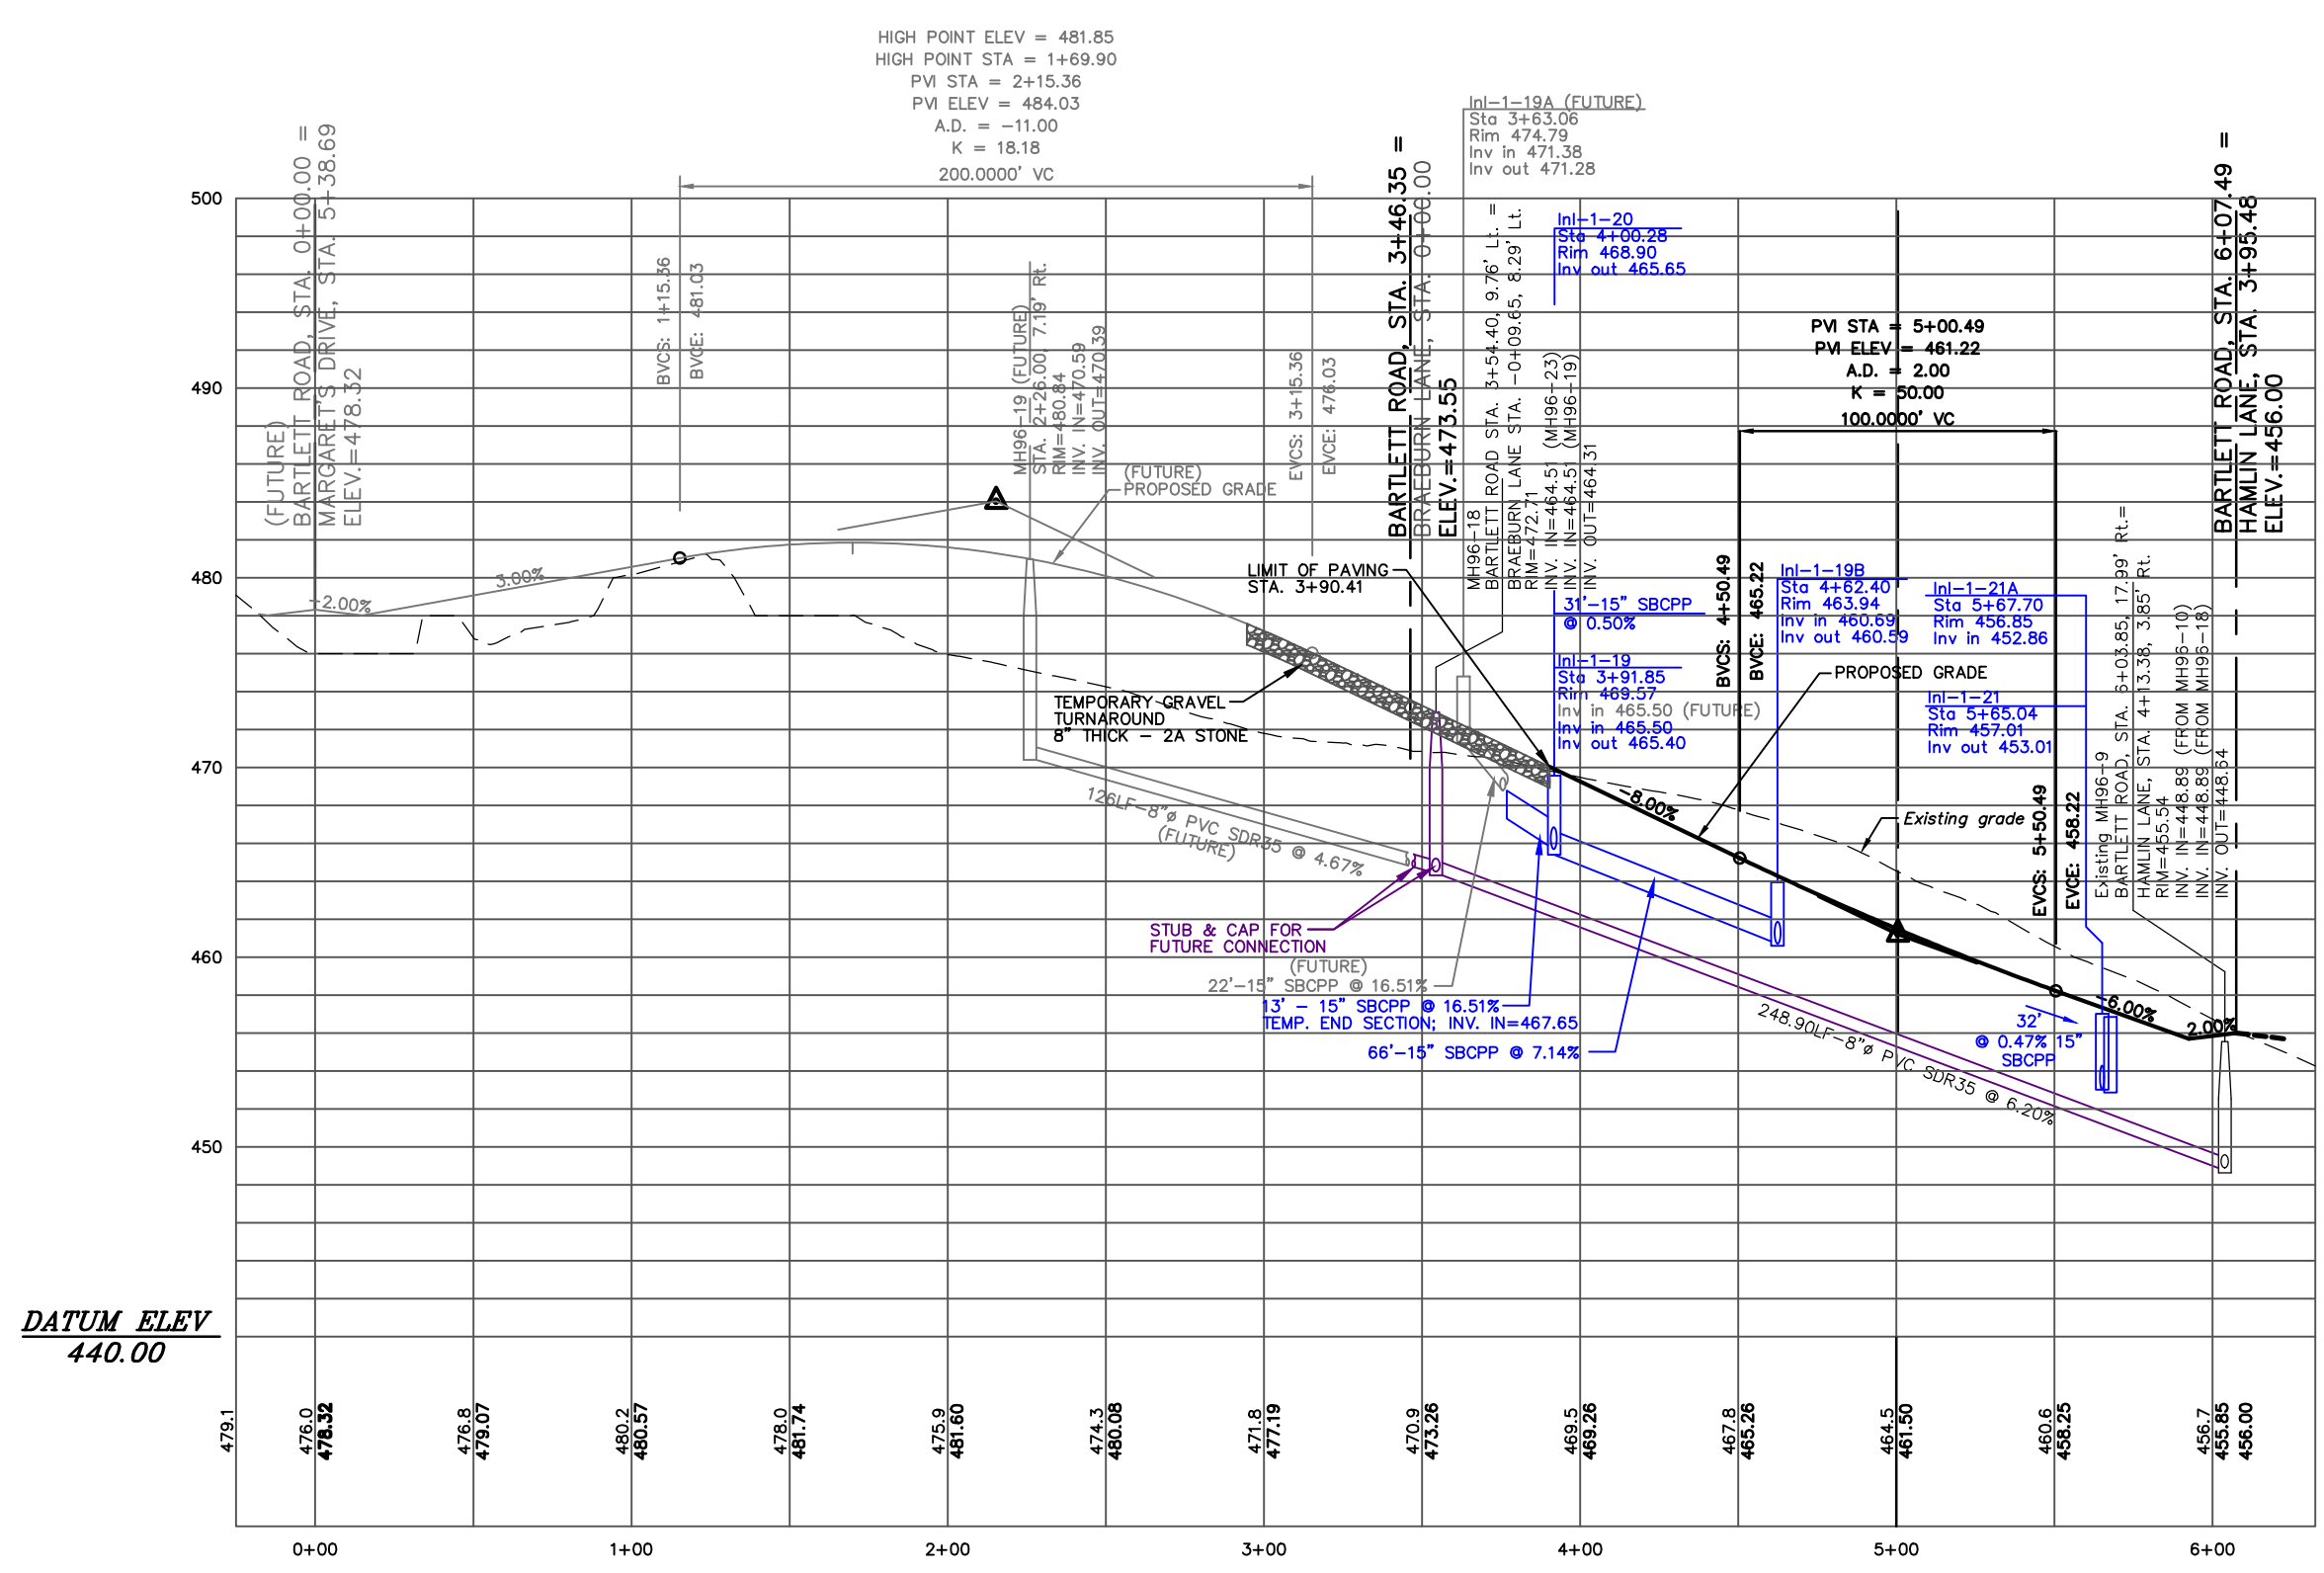 HIGH POINT ELEV = 481.85
HIGH POINT STA = 1+69.90
PVI STA = 2+15.36
PVI ELEV = 484.03
A.D. = -11.00
K = 18.18
200.0000' VC
(FUTURE)
BARTLETT ROAD, STA. 0+00.00 =
MARGARET'S DRIVE, STA. 5+38.69
ELEV.=478.32
BVCS: 1+15.36
BVCE: 481.03
MH96-19 (FUTURE)
STA. 2+26.00, 7.19' Rt.
RIM=480.84
INV. IN=470.59
INV. OUT=470.39
(FUTURE)
PROPOSED GRADE
EVCS: 3+15.36
EVCE: 476.03
BARTLETT ROAD, STA. 3+46.35 =
BRAEBURN LANE, STA. 0+00.00
ELEV.=473.55
InI-1-19A (FUTURE)
Sta 3+63.06
Rim 474.79
Inv in 471.38
Inv out 471.28
MH96-18
BARTLETT ROAD STA. 3+54.40, 9.76' Lt. =
BRAEBURN LANE STA. -0+09.65, 8.29' Lt.
RIM=472.71
INV. IN=464.51 (MH96-23)
INV. IN=464.51 (MH96-19)
INV. OUT=464.31
InI-1-20
Sta 4+00.28
Rim 468.90
Inv out 465.65
PVI STA = 5+00.49
PVI ELEV = 461.22
A.D. = 2.00
K = 50.00
100.0000' VC
BARTLETT ROAD, STA. 6+07.49 =
HAMLIN LANE, STA. 3+95.48
ELEV.=456.00
LIMIT OF PAVING
STA. 3+90.41
31'-15" SBCPP
@ 0.50%
InI-1-19
Sta 3+91.85
Rim 469.57
Inv in 465.50 (FUTURE)
Inv in 465.50
Inv out 465.40
BVCS: 4+50.49
BVCE: 465.22
InI-1-19B
Sta 4+62.40
Rim 463.94
Inv in 460.69
Inv out 460.59
InI-1-21A
Sta 5+67.70
Rim 456.85
Inv in 452.86
PROPOSED GRADE
InI-1-21
Sta 5+65.04
Rim 457.01
Inv out 453.01
Existing grade
EVCS: 5+50.49
EVCE: 458.22
Existing MH96-9
BARTLETT ROAD, STA. 6+03.85, 17.99' Rt.=
HAMLIN LANE, STA. 4+13.38, 3.85' Rt.
RIM=455.54
INV. IN=448.89 (FROM MH96-10)
INV. IN=448.89 (FROM MH96-18)
INV. OUT=448.64
-2.00%
3.00%
TEMPORARY GRAVEL
TURNAROUND
8" THICK - 2A STONE
126LF-8"ø PVC SDR35 @ 4.67%
(FUTURE)
-8.00%
STUB & CAP FOR
FUTURE CONNECTION
(FUTURE)
22'-15" SBCPP @ 16.51%
13' - 15" SBCPP @ 16.51%
TEMP. END SECTION; INV. IN=467.65
66'-15" SBCPP @ 7.14%
248.90LF-8"ø PVC SDR35 @ 6.20%
-6.00%
2.00%
32'
@ 0.47% 15"
SBCPP
500
490
480
470
460
450
DATUM ELEV
440.00
479.1
476.0
478.32
476.8
479.07
480.2
480.57
478.0
481.74
475.9
481.60
474.3
480.08
471.8
477.19
470.9
473.26
469.5
469.26
467.8
465.26
464.5
461.50
460.6
458.25
456.7
455.85
456.00
0+00
1+00
2+00
3+00
4+00
5+00
6+00